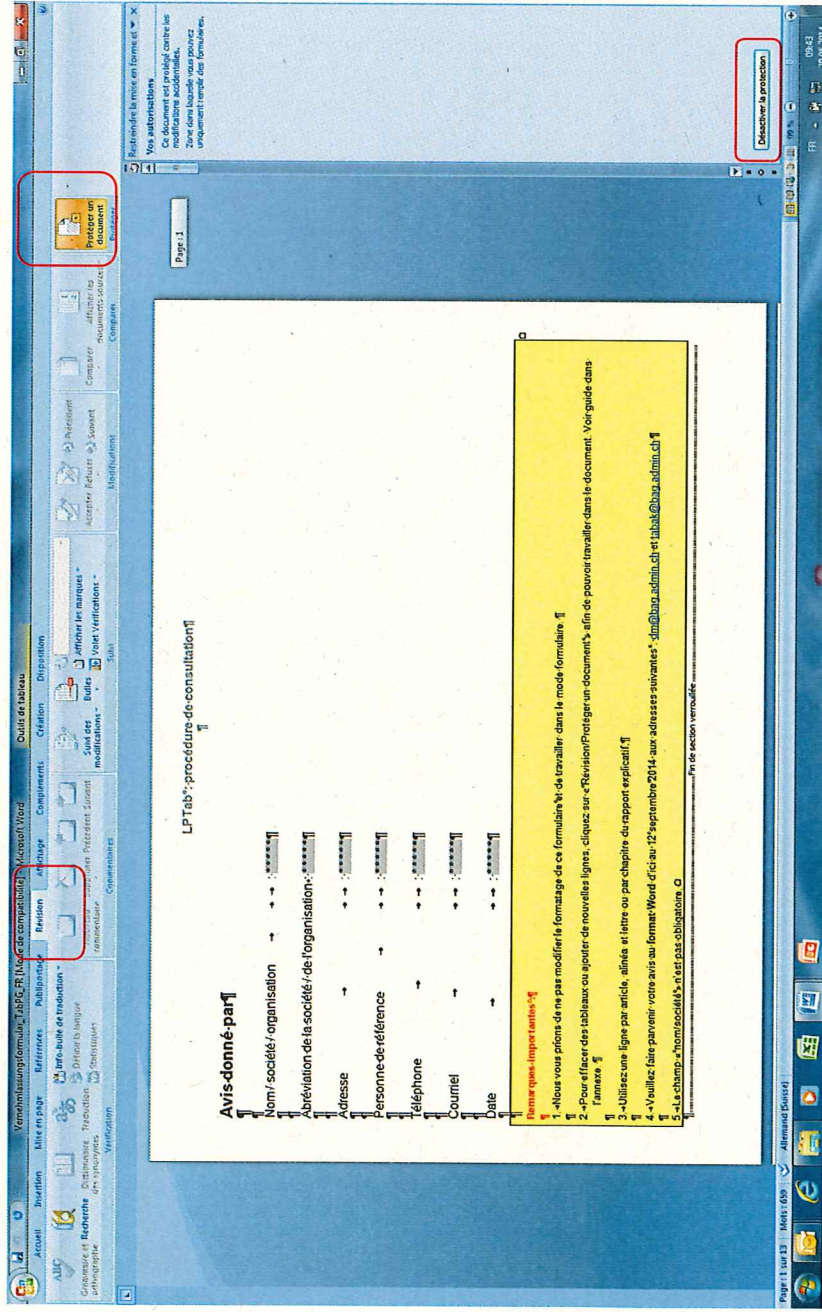 Vernehmlassungsformular_TabPG_FR [Mode de compatibilité] - Microsoft Word
Outils de tableau
Accueil
Insertion
Mise en page
Références
Publipostage
Révision
Affichage
Compléments
Création
Disposition
ABC
Grammaire et orthographe
Recherche
Dictionnaire des synonymes
Traduction
Info-bulle de traduction
Définir la langue
Statistiques
Vérification
commentaire
Supprimer
Précédent
Suivant
Commentaires
Suivi des modifications
Bulles
Afficher les marques
Volet Vérifications
Suivi
Accepter
Refuser
Précédent
Suivant
Modifications
Comparer
Afficher les documents source
Comparer
Protéger un document
Protéger
Restreindre la mise en forme et
Vos autorisations
Ce document est protégé contre les
modifications accidentelles.
Zone dans laquelle vous pouvez
uniquement remplir des formulaires.
Désactiver la protection
Page : 1
LPTab°: procédure de consultation¶
Avis donné par¶
Nom / société / organisation :
Abréviation de la société / de l'organisation :
Adresse :
Personne de référence :
Téléphone :
Courriel :
Date :
Remarques importantes°:¶
1. Nous vous prions de ne pas modifier le formatage de ce formulaire et de travailler dans le mode formulaire.¶
2. Pour effacer des tableaux ou ajouter de nouvelles lignes, cliquez sur «°Révision/Protéger un document°» afin de pouvoir travailler dans le document. Voir guide dans
l'annexe.¶
3. Utilisez une ligne par article, alinéa et lettre ou par chapitre du rapport explicatif.¶
4. Veuillez faire parvenir votre avis au format Word d'ici au 12°septembre°2014 aux adresses suivantes°: dm@bag.admin.ch et tabak@bag.admin.ch¶
5. Le champ «°nom/société°» n'est pas obligatoire.
Fin de section verrouillée
Page : 1 sur 13
Mots : 659
Allemand (Suisse)
99 %
FR
09:43
20.06.2014